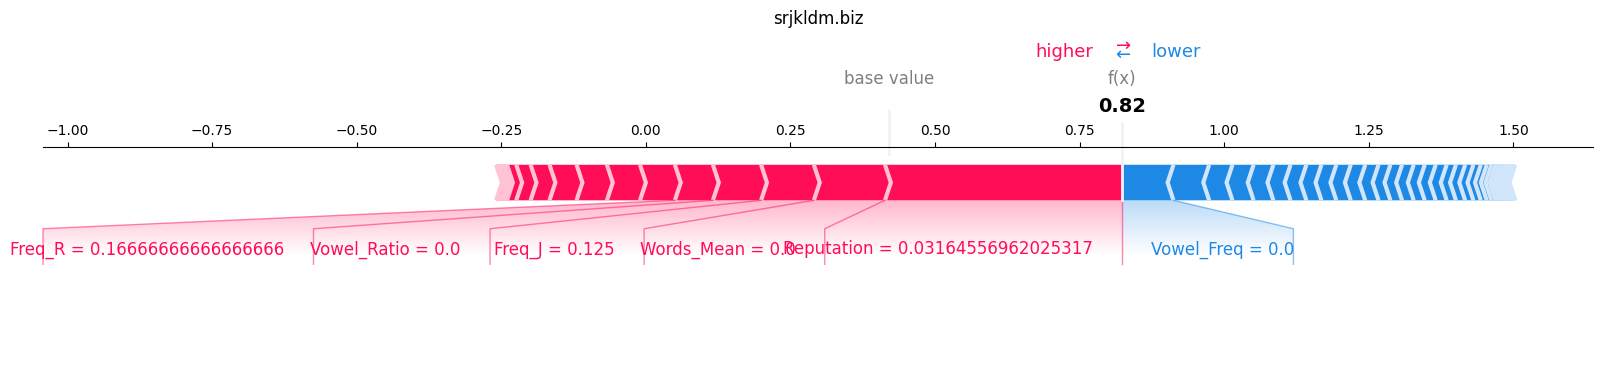 srjkldm.biz
higher → ← lower
base value f(x)
0.82
−1.00 −0.75 −0.50 −0.25 0.00 0.25 0.50 0.75 1.00 1.25 1.50
Freq_R = 0.16666666666666666 Vowel_Ratio = 0.0 Freq_J = 0.125 Words_Mean = 0.0 Reputation = 0.03164556962025317 Vowel_Freq = 0.0